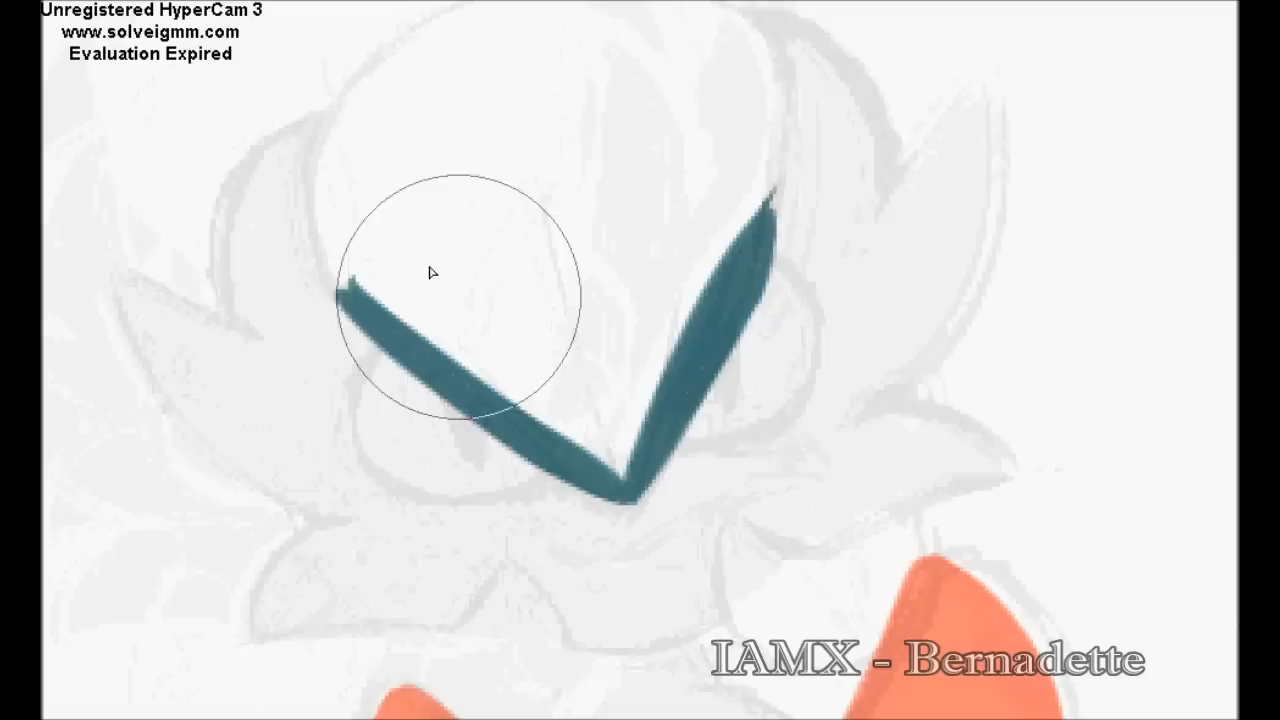 Unregistered HyperCam 3
www.solveigmm.com
Evaluation Expired
IAMX - Bernadette